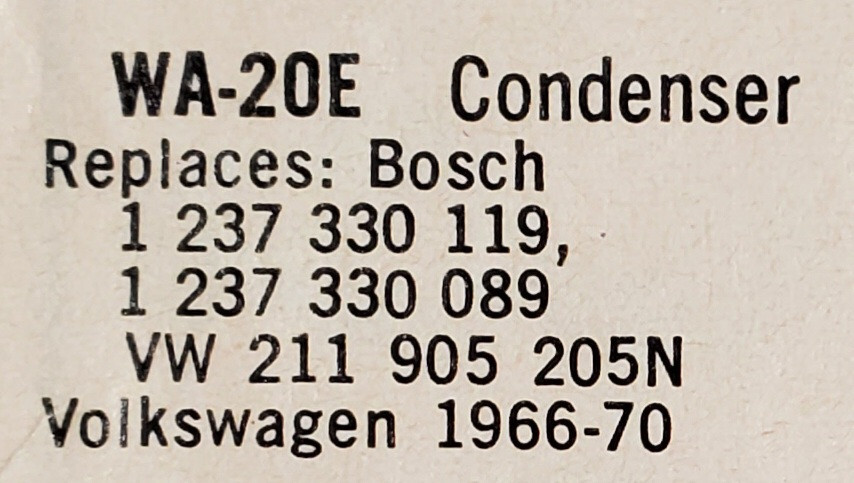 WA-20E Condenser
Replaces: Bosch
1 237 330 119,
1 237 330 089
VW 211 905 205N
Volkswagen 1966-70